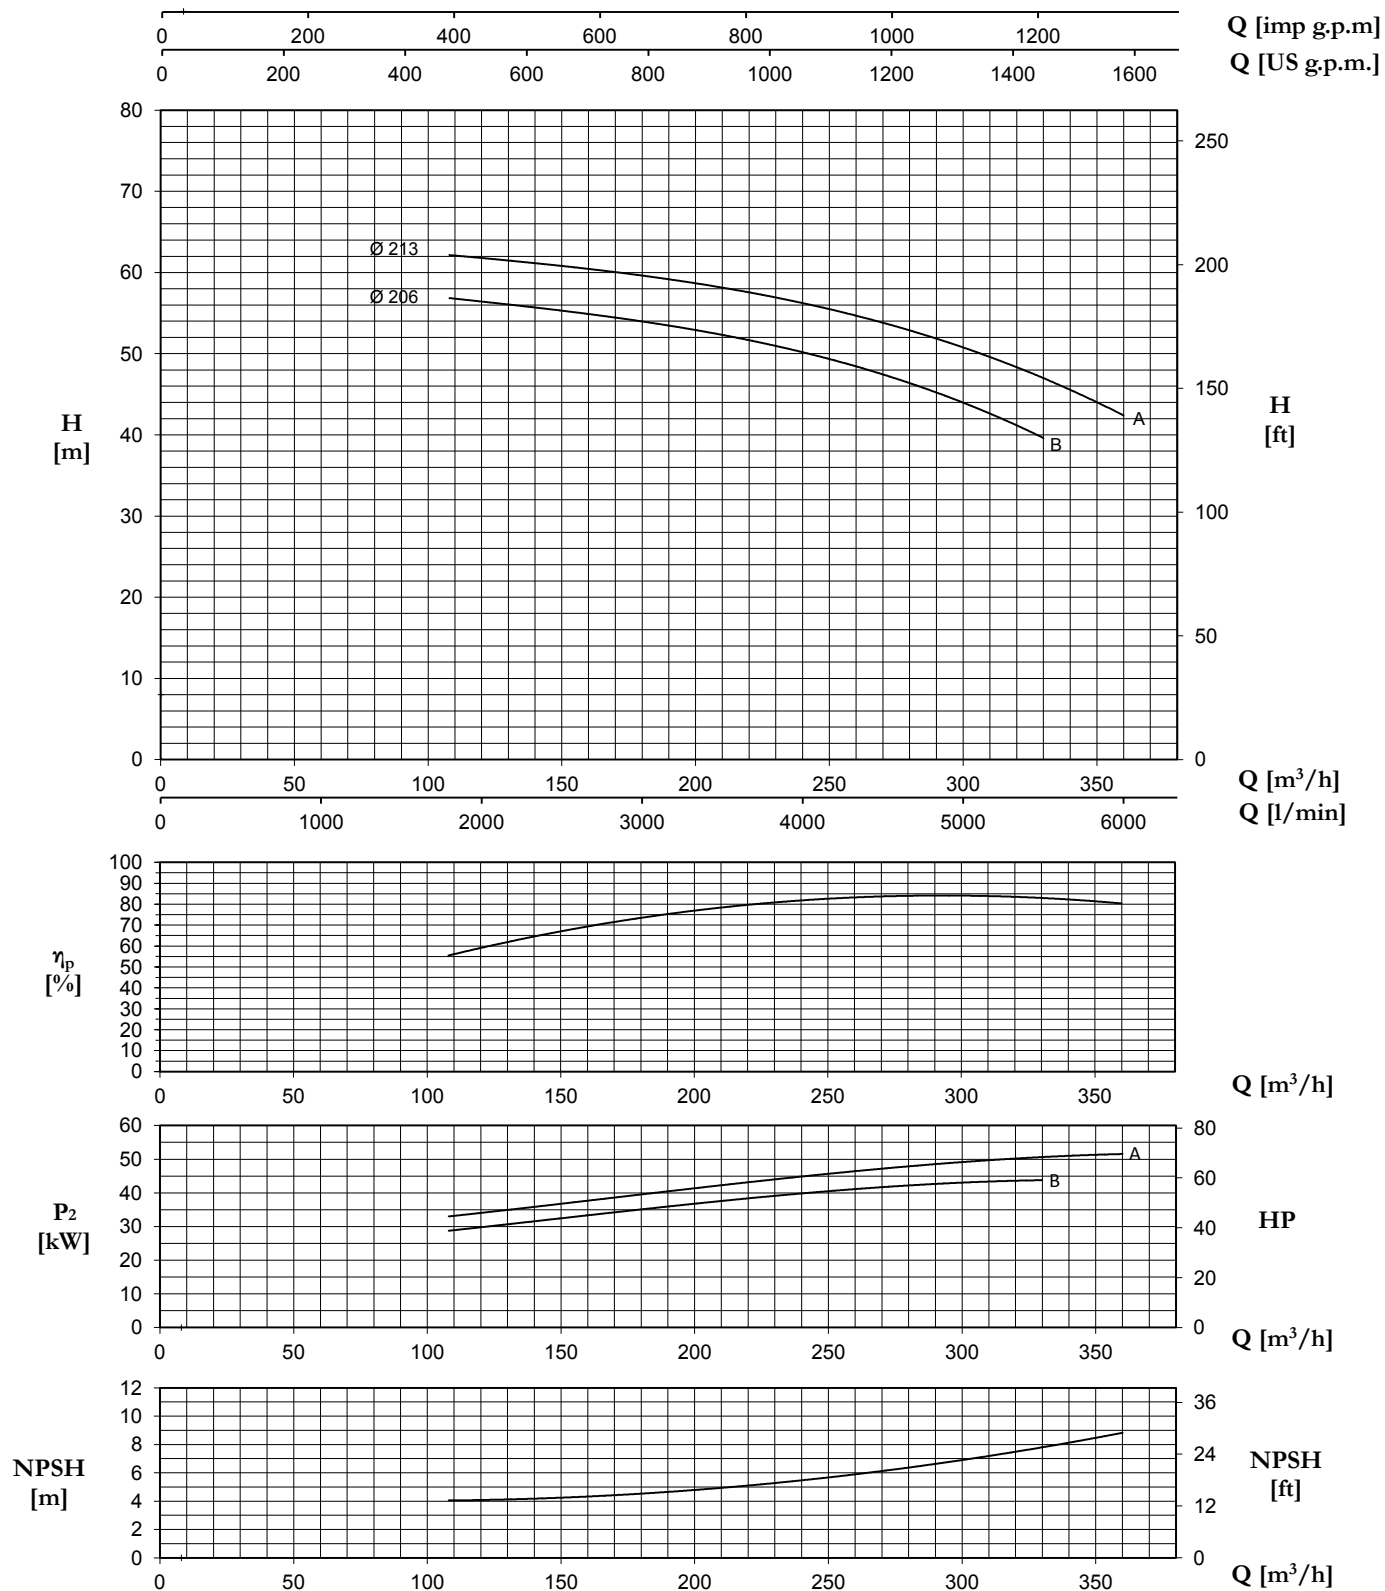 Q [imp g.p.m]
0 200 400 600 800 1000 1200
Q [US g.p.m.]
0 200 400 600 800 1000 1200 1400 1600
80
70
60
50
40
30
20
10
0
H
[m]
Ø 213
Ø 206
A
B
250
200
150
100
50
0
H
[ft]
0 50 100 150 200 250 300 350
Q [m³/h]
0 1000 2000 3000 4000 5000 6000
Q [l/min]
100
90
80
70
60
50
40
30
20
10
0
ηp
[%]
0 50 100 150 200 250 300 350
Q [m³/h]
60
50
40
30
20
10
0
P2
[kW]
A
B
80
60
40
20
0
HP
0 50 100 150 200 250 300 350
Q [m³/h]
12
10
8
6
4
2
0
NPSH
[m]
36
24
12
0
NPSH
[ft]
0 50 100 150 200 250 300 350
Q [m³/h]